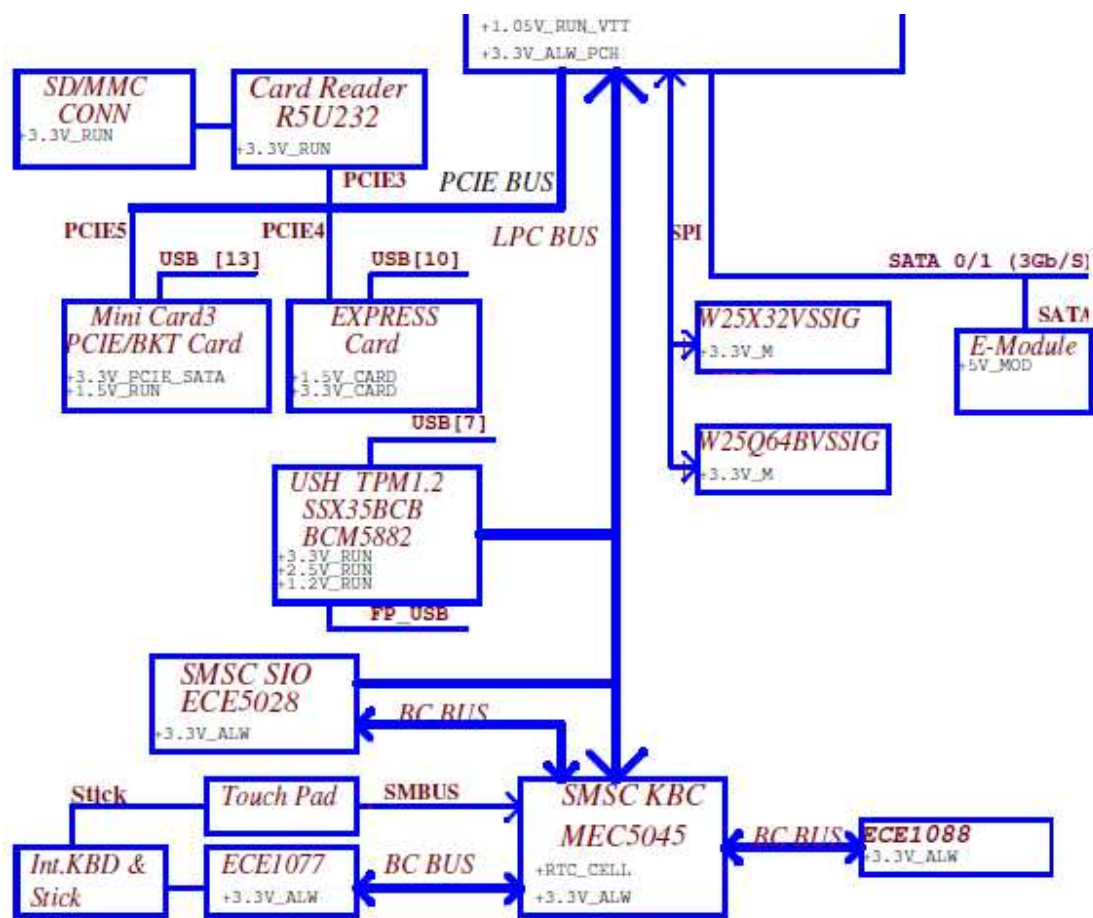 +1.05V_RUN_VTT
+3.3V_ALW_PCH
SD/MMC
CONN
+3.3V_RUN
Card Reader
R5U232
+3.3V_RUN
PCIE3
PCIE BUS
PCIE5
PCIE4
LPC BUS
SPI
USB [13]
USB[10]
SATA 0/1 (3Gb/S)
Mini Card3
PCIE/BKT Card
+3.3V_PCIE_SATA
+1.5V_RUN
EXPRESS
Card
+1.5V_CARD
+3.3V_CARD
W25X32VSSIG
+3.3V_M
SATA
E-Module
+5V_MOD
USB[7]
W25Q64BVSSIG
+3.3V_M
USH TPM1.2
SSX35BCB
BCM5882
+3.3V_RUN
+2.5V_RUN
+1.2V_RUN
FP_USB
SMSC SIO
ECE5028
+3.3V_ALW
BC BUS
Stick
Touch Pad
SMBUS
SMSC KBC
MEC5045
+RTC_CELL
+3.3V_ALW
BC BUS
ECE1088
+3.3V_ALW
Int.KBD &
Stick
ECE1077
+3.3V_ALW
BC BUS